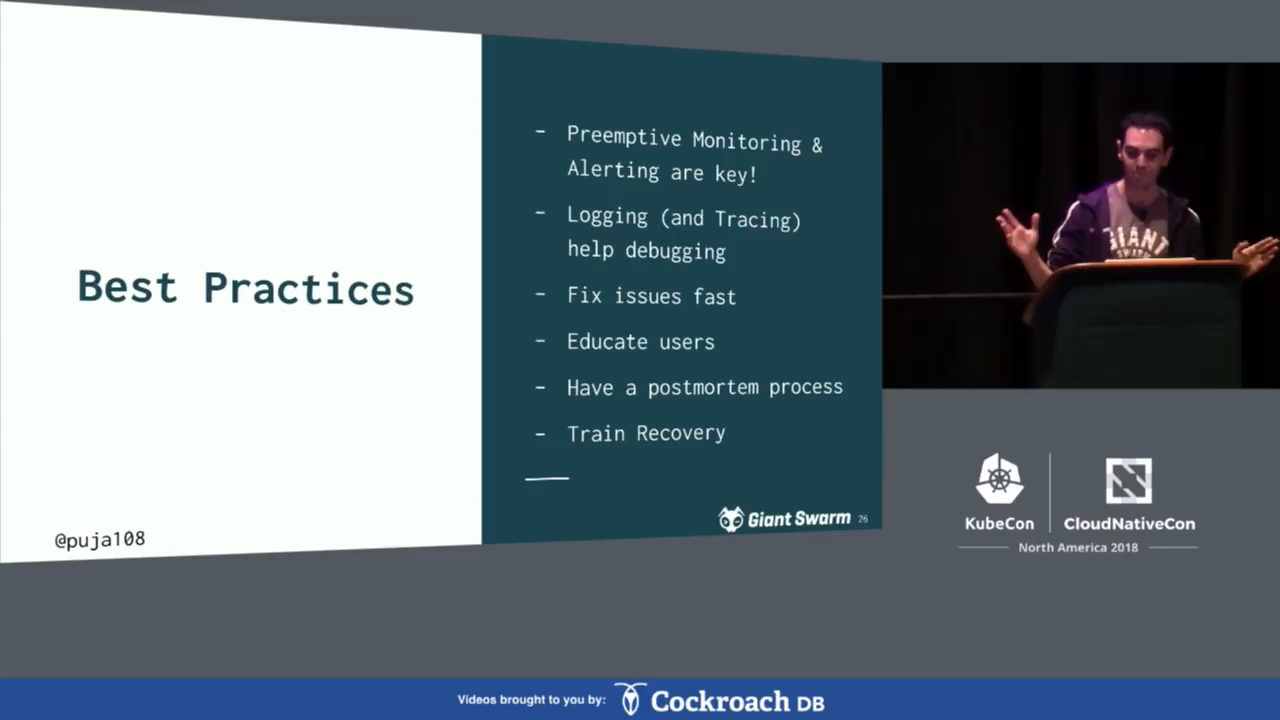 Best Practices
@puja108
- Preemptive Monitoring &
Alerting are key!
- Logging (and Tracing)
help debugging
- Fix issues fast
- Educate users
- Have a postmortem process
- Train Recovery
Giant Swarm 26
GIANT
SWARM
KubeCon
CloudNativeCon
North America 2018
Videos brought to you by: Cockroach DB